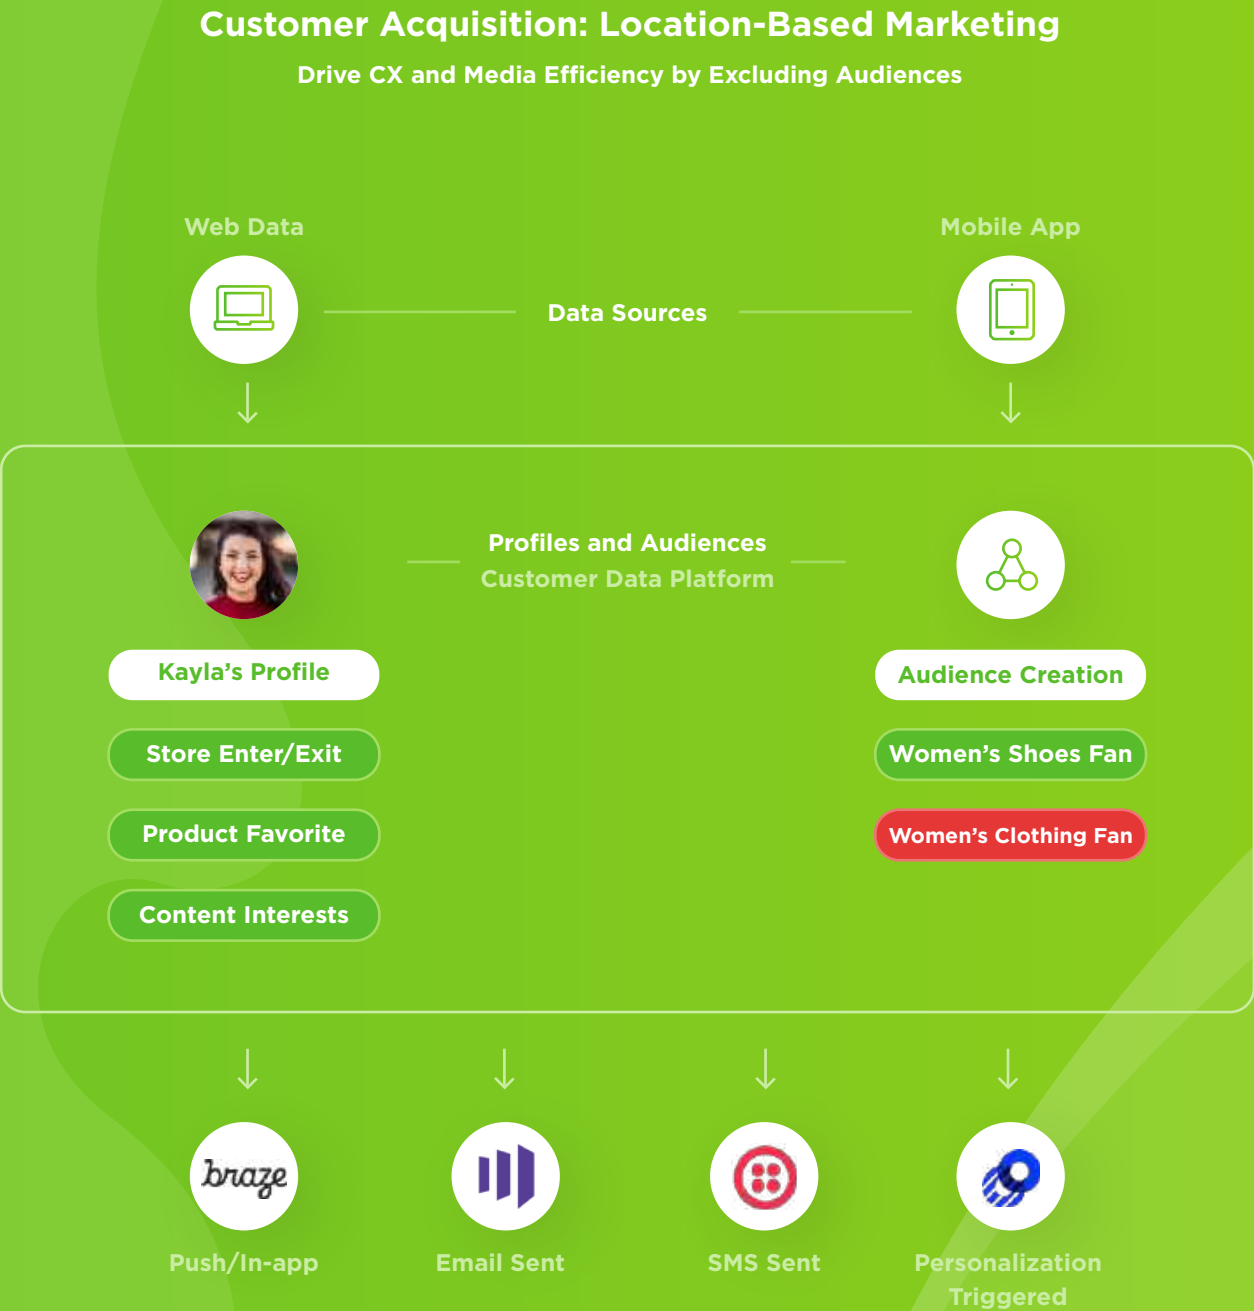 Customer Acquisition: Location-Based Marketing
Drive CX and Media Efficiency by Excluding Audiences
Web Data
Mobile App
Data Sources
Profiles and Audiences
Customer Data Platform
Kayla’s Profile
Store Enter/Exit
Product Favorite
Content Interests
Audience Creation
Women’s Shoes Fan
Women’s Clothing Fan
braze
Push/In-app
Email Sent
SMS Sent
Personalization
Triggered